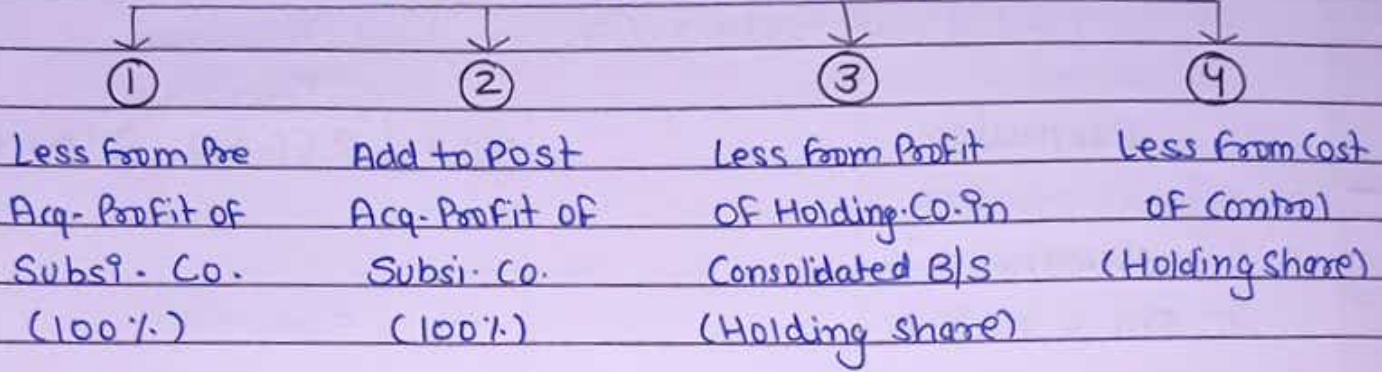 1
Less from Pre
Acq- Profit of
Subsi. Co.
(100%)
2
Add to Post
Acq- Profit of
Subsi. Co.
(100%)
3
Less from Profit
of Holding.Co.in
Consolidated B/S
(Holding share)
4
Less from Cost
of Control
(Holding share)